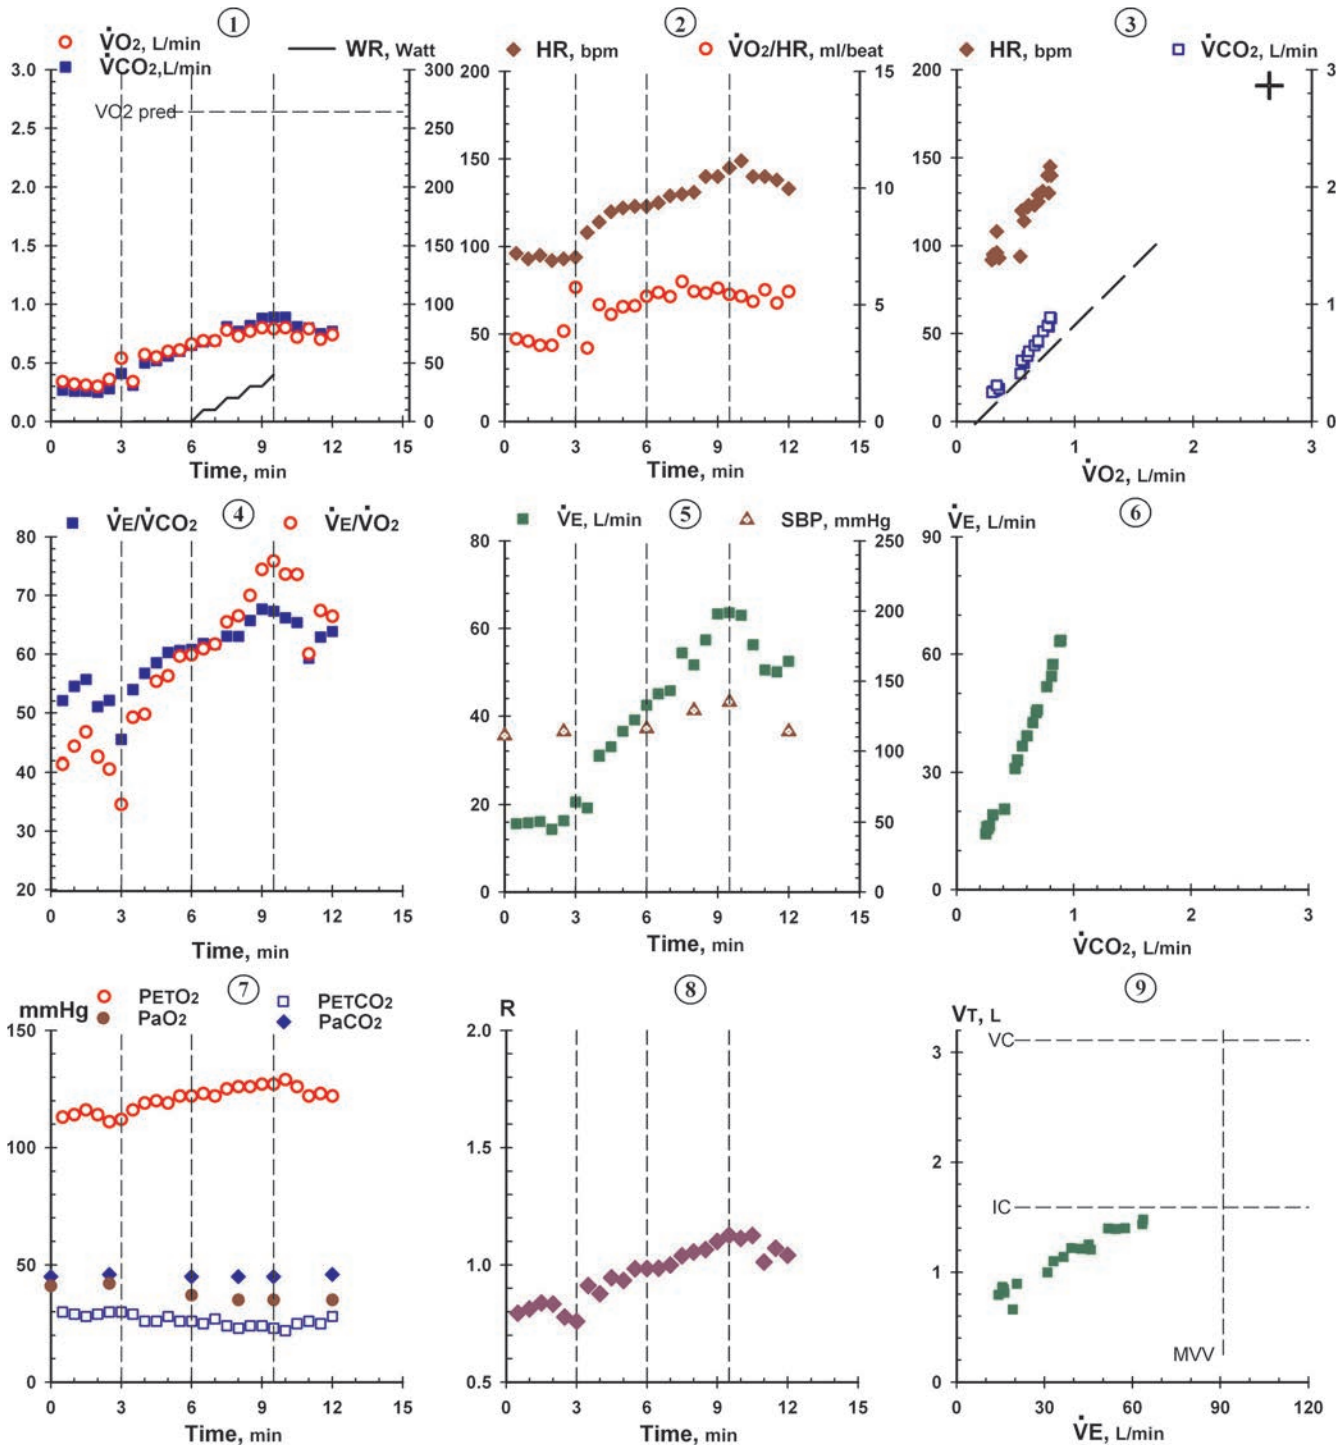 ①
V̇O₂, L/min
V̇CO₂,L/min
WR, Watt
3.0
2.5
2.0
1.5
1.0
0.5
0.0
VO2 pred
300
250
200
150
100
50
0
0 3 6 9 12 15
Time, min
②
HR, bpm
V̇O₂/HR, ml/beat
200
150
100
50
0
15
10
5
0
0 3 6 9 12 15
Time, min
③
HR, bpm
V̇CO₂, L/min
200
150
100
50
0
3
2
1
0
0 1 2 3
V̇O₂, L/min
④
V̇E/V̇CO₂
V̇E/V̇O₂
80
70
60
50
40
30
20
0 3 6 9 12 15
Time, min
⑤
V̇E, L/min
SBP, mmHg
80
60
40
20
0
250
200
150
100
50
0
0 3 6 9 12 15
Time, min
⑥
V̇E, L/min
90
60
30
0
0 1 2 3
V̇CO₂, L/min
⑦
mmHg
PETO₂
PaO₂
PETCO₂
PaCO₂
150
100
50
0
0 3 6 9 12 15
Time, min
⑧
R
2.0
1.5
1.0
0.5
0 3 6 9 12 15
Time, min
⑨
VT, L
VC
IC
MVV
3
2
1
0
0 30 60 90 120
V̇E, L/min